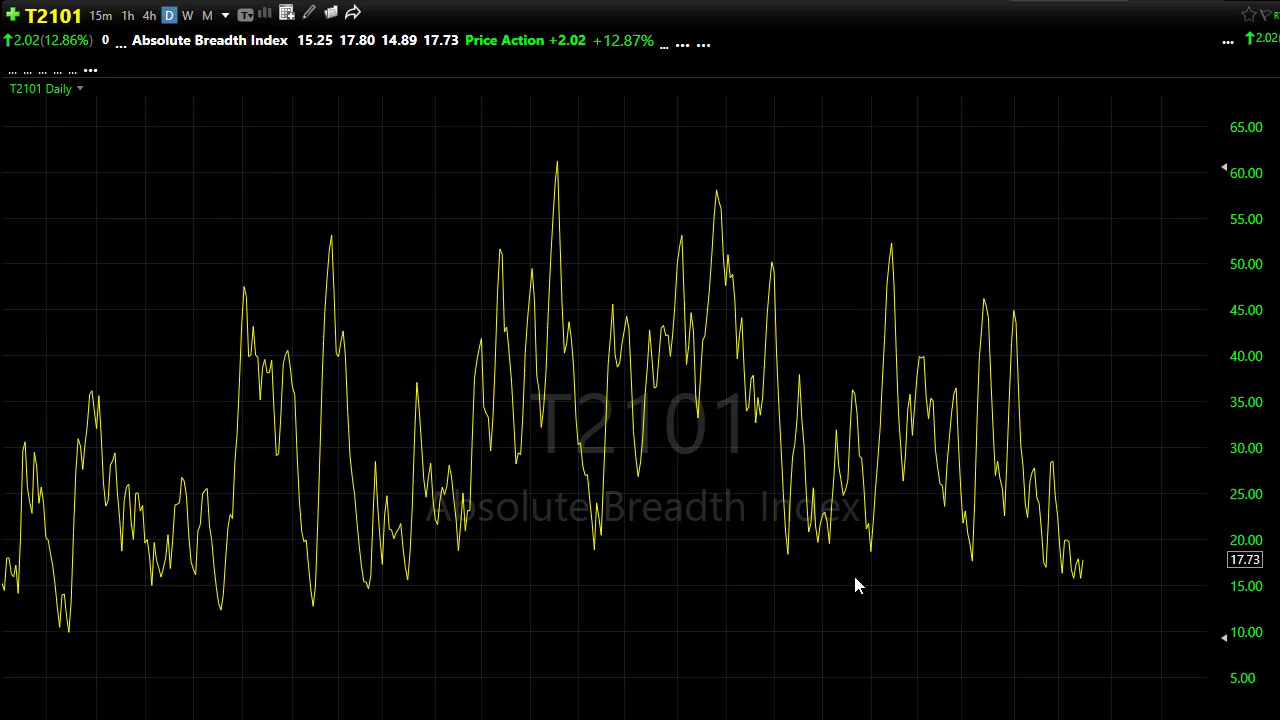 T2101 15m 1h 4h D W M
2.02(12.86%) 0 ... Absolute Breadth Index 15.25 17.80 14.89 17.73 Price Action +2.02 +12.87% ... ... ... ... 2.02(
... ... ... ... ... ...
T2101 Daily
65.00
60.00
55.00
50.00
45.00
40.00
35.00
30.00
25.00
20.00
17.73
15.00
10.00
5.00
T2101
Absolute Breadth Index